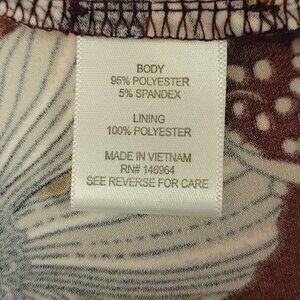 BODY
95% POLYESTER
5% SPANDEX
LINING
100% POLYESTER
MADE IN VIETNAM
RN# 146964
SEE REVERSE FOR CARE